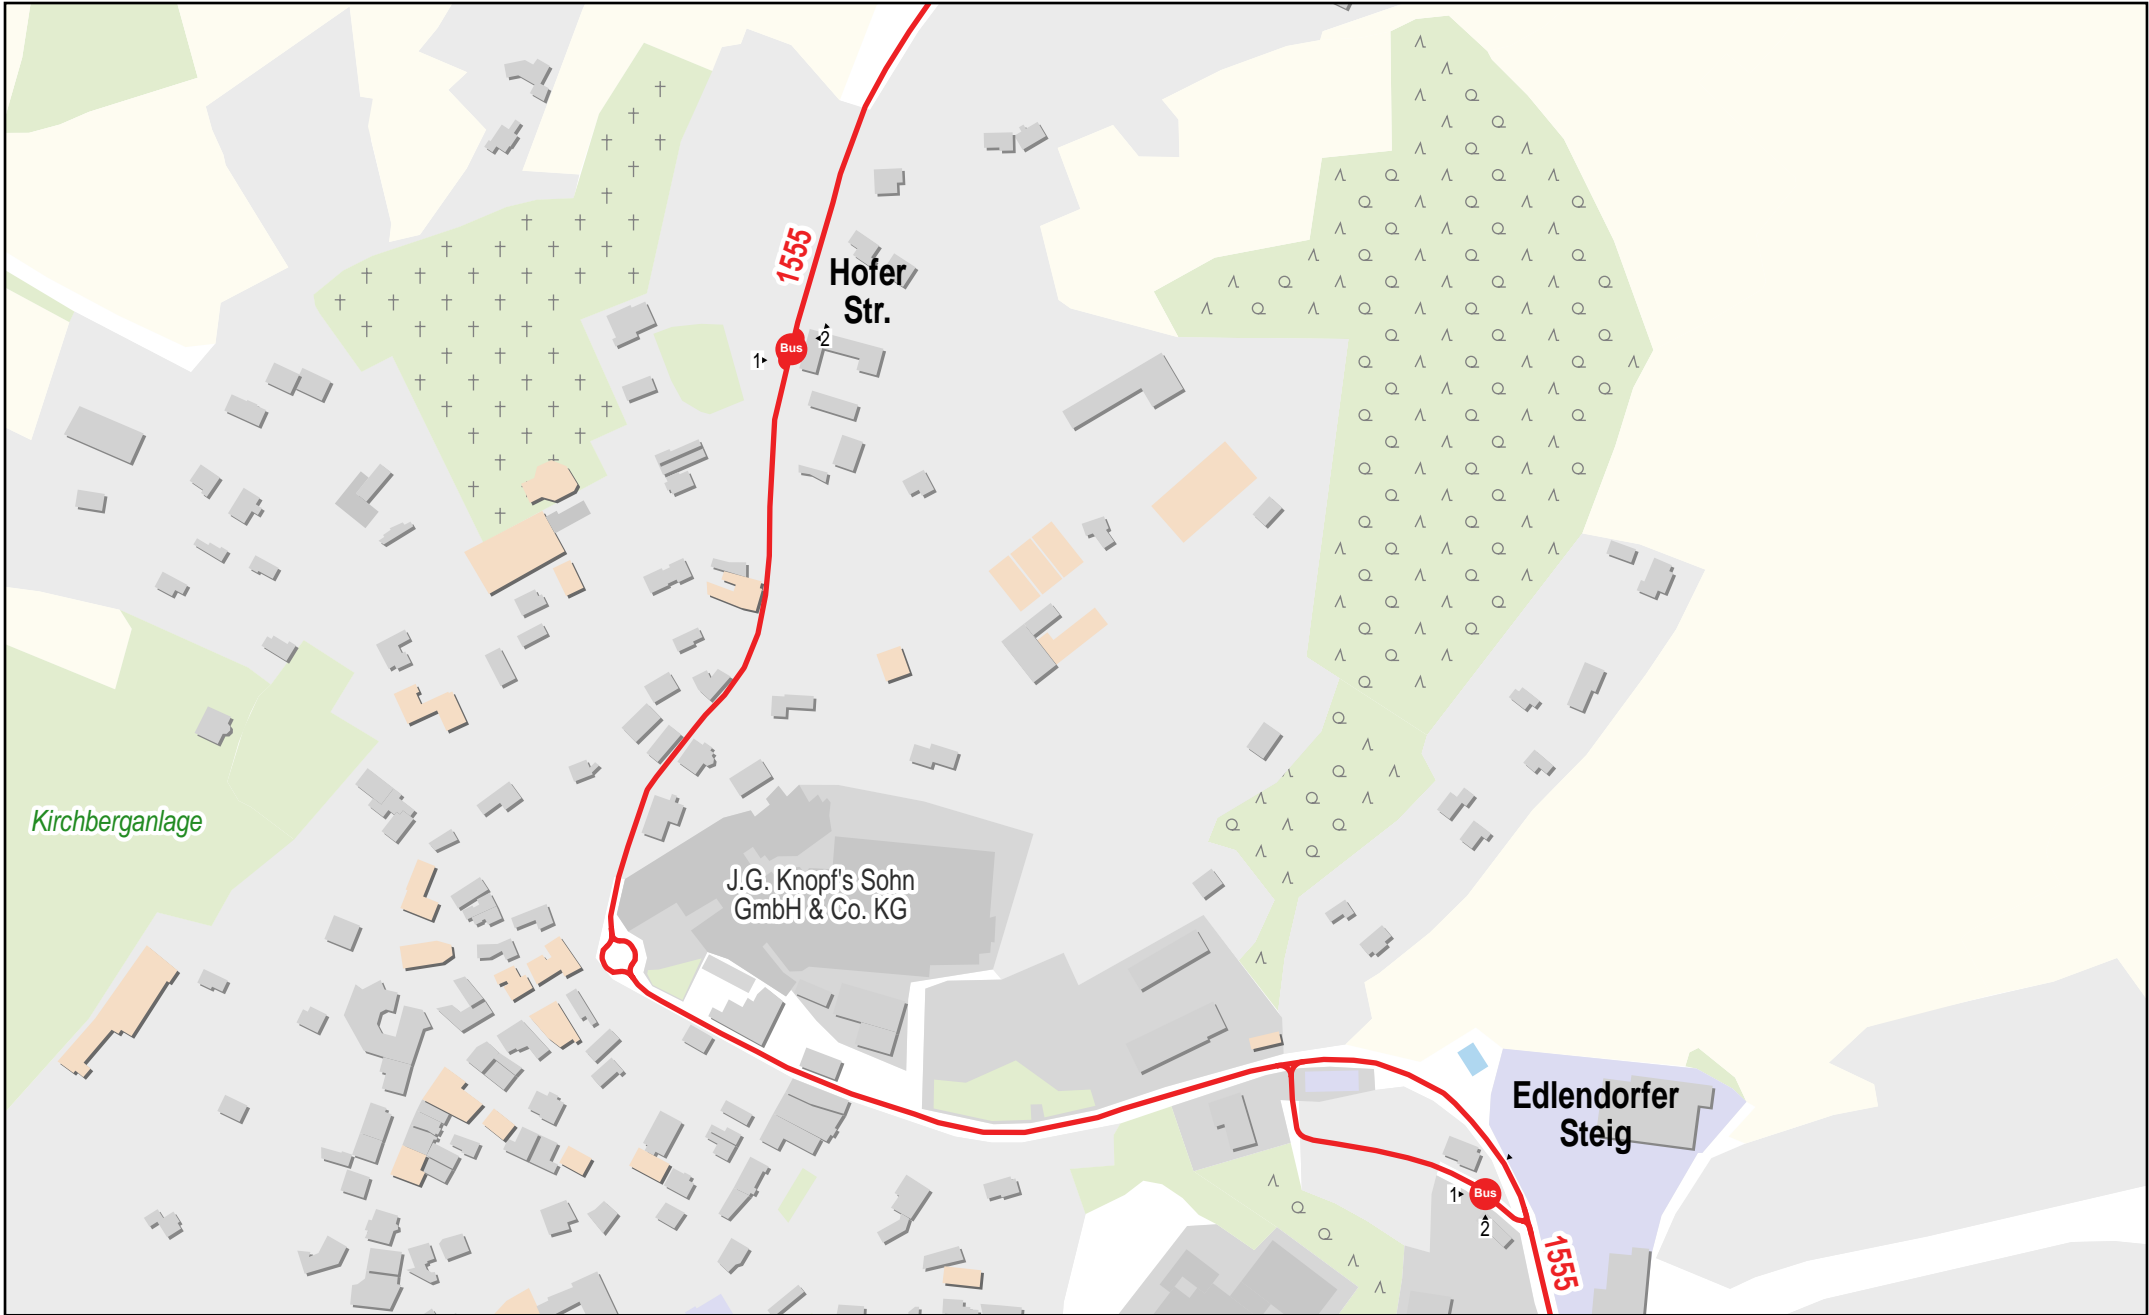 1555
Hofer
Str.
Bus
2
1
Kirchberganlage
J.G. Knopf's Sohn
GmbH & Co. KG
Edlendorfer
Steig
1
Bus
2
1555